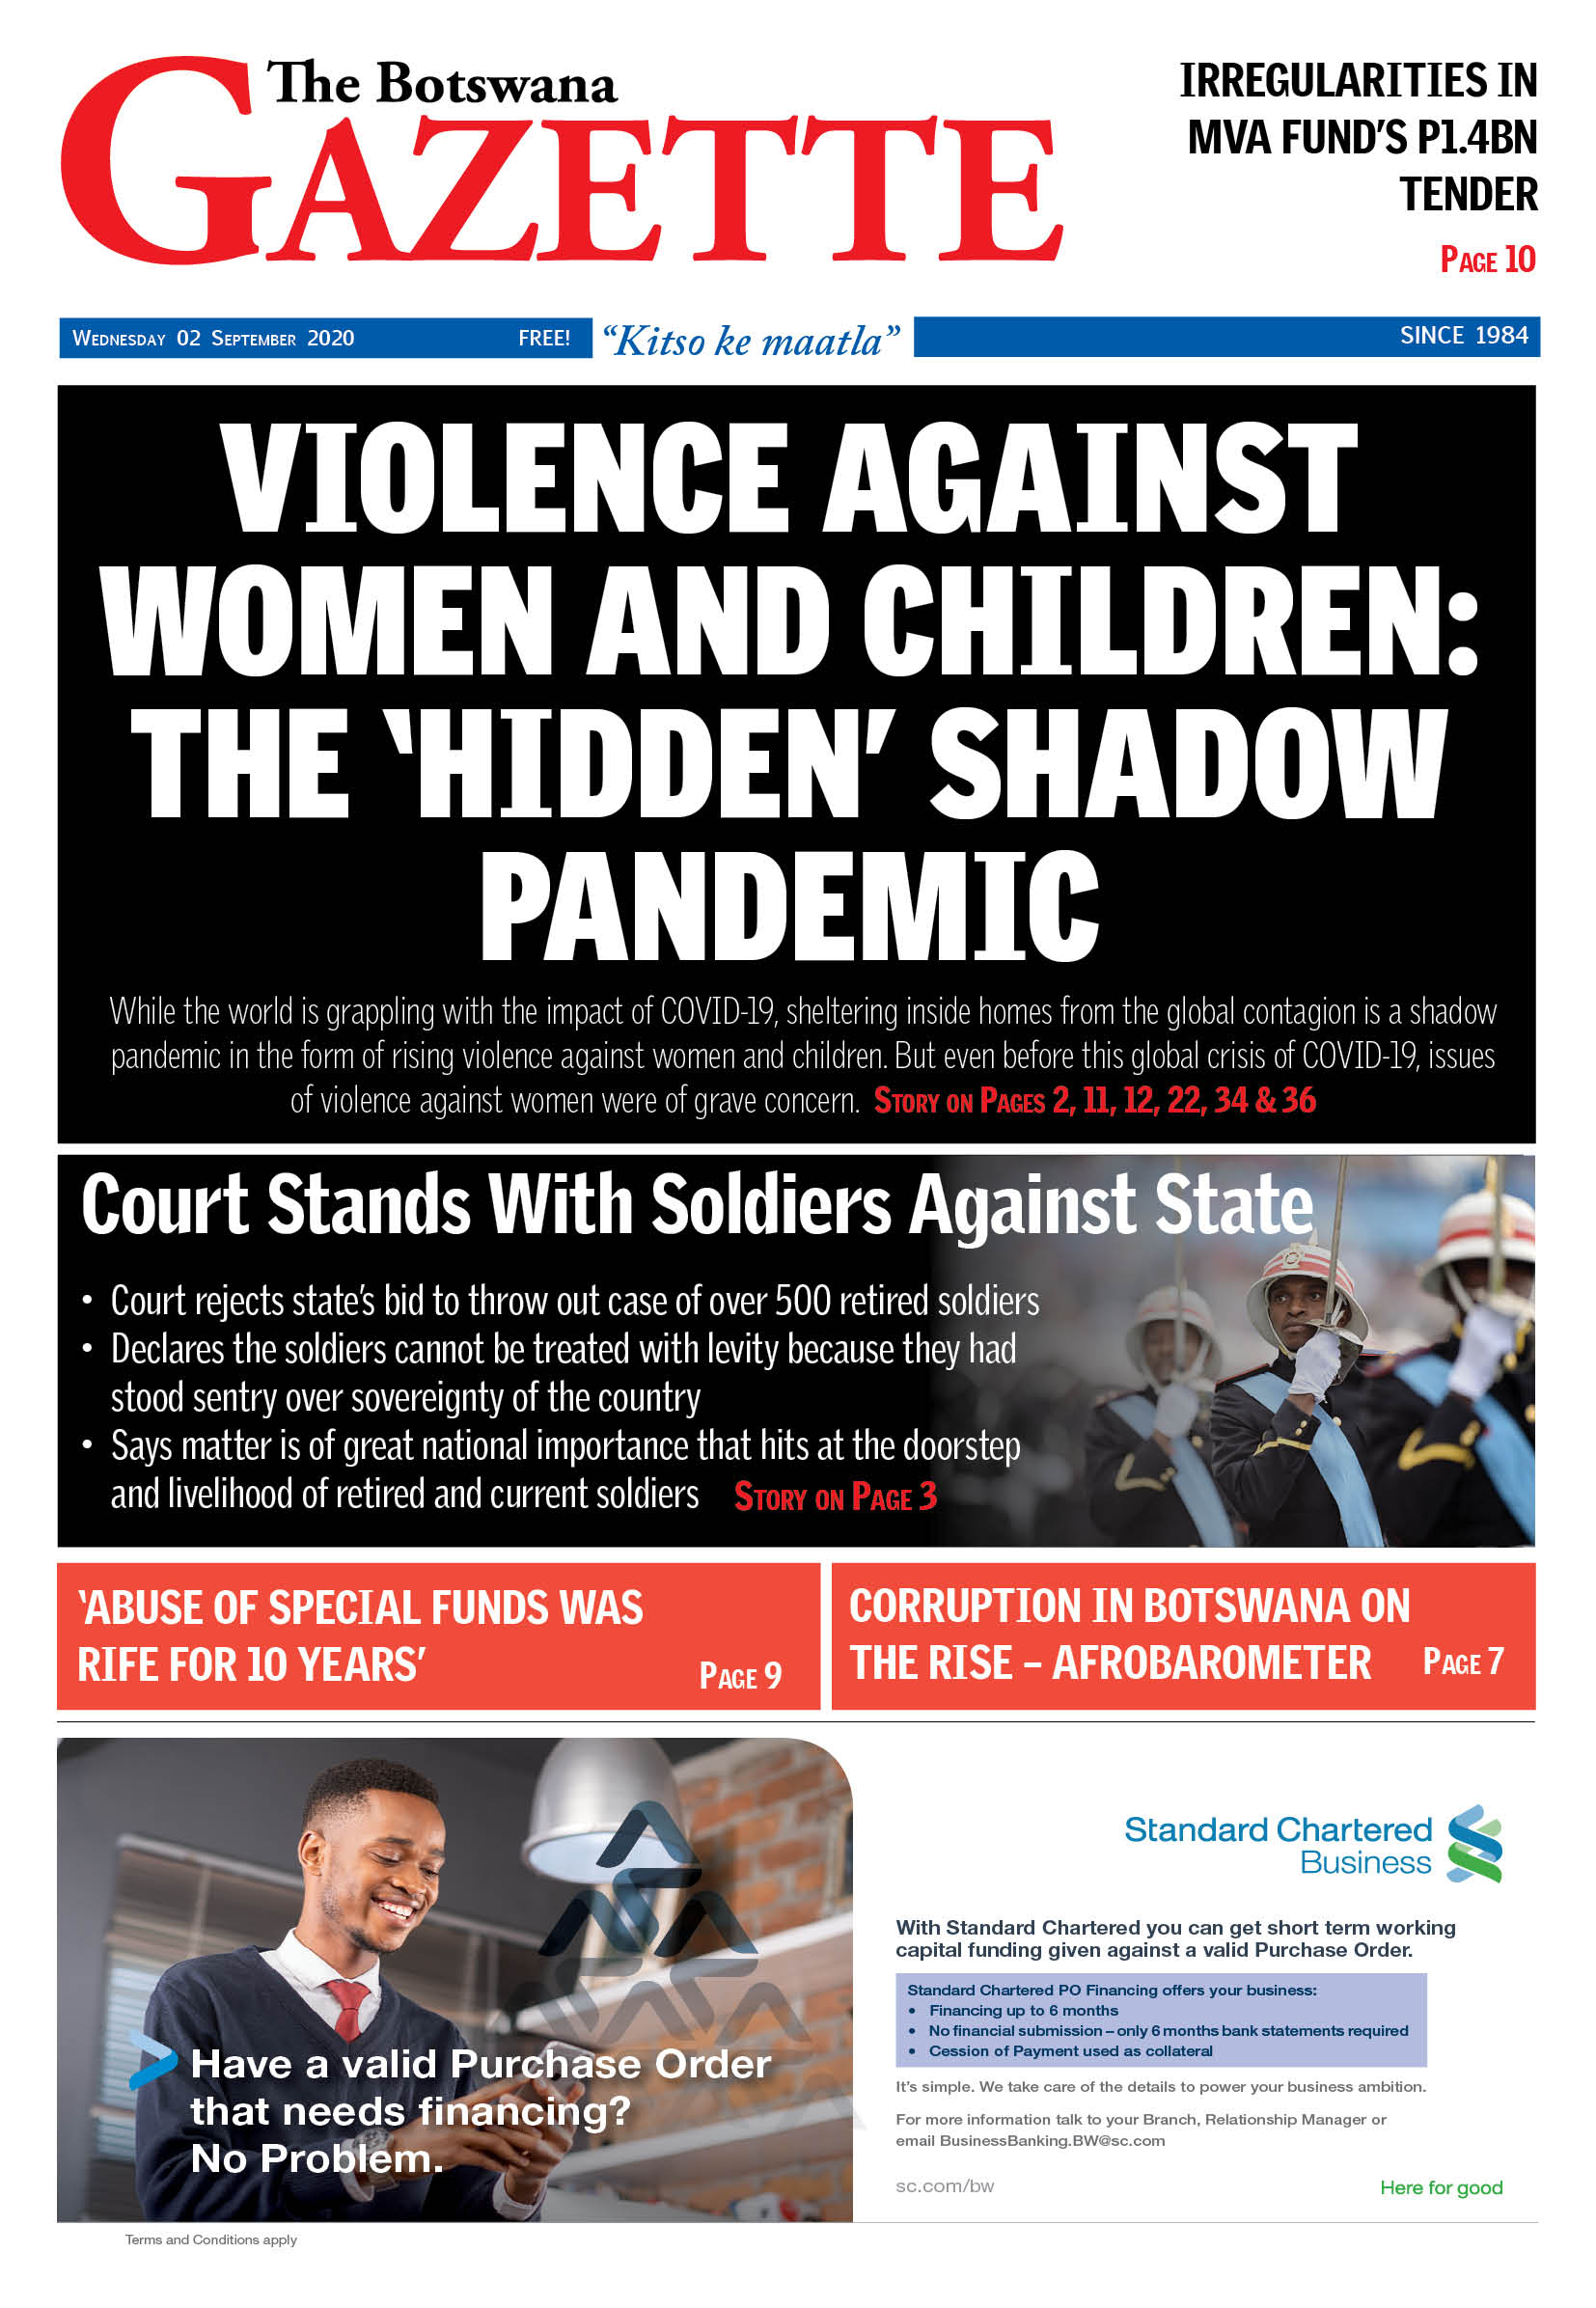 The Botswana
GAZETTE
IRREGULARITIES IN
MVA FUND'S P1.4BN
TENDER
PAGE 10
WEDNESDAY 02 SEPTEMBER 2020
FREE!
“Kitso ke maatla”
SINCE 1984
VIOLENCE AGAINST
WOMEN AND CHILDREN:
THE ‘HIDDEN’ SHADOW
PANDEMIC
While the world is grappling with the impact of COVID-19, sheltering inside homes from the global contagion is a shadow
pandemic in the form of rising violence against women and children. But even before this global crisis of COVID-19, issues
of violence against women were of grave concern. STORY ON PAGES 2, 11, 12, 22, 34 & 36
Court Stands With Soldiers Against State
• Court rejects state’s bid to throw out case of over 500 retired soldiers
• Declares the soldiers cannot be treated with levity because they had
stood sentry over sovereignty of the country
• Says matter is of great national importance that hits at the doorstep
and livelihood of retired and current soldiers STORY ON PAGE 3
‘ABUSE OF SPECIAL FUNDS WAS
RIFE FOR 10 YEARS’
PAGE 9
CORRUPTION IN BOTSWANA ON
THE RISE – AFROBAROMETER PAGE 7
Have a valid Purchase Order
that needs financing?
No Problem.
Standard Chartered
Business
With Standard Chartered you can get short term working
capital funding given against a valid Purchase Order.
Standard Chartered PO Financing offers your business:
• Financing up to 6 months
• No financial submission – only 6 months bank statements required
• Cession of Payment used as collateral
It’s simple. We take care of the details to power your business ambition.
For more information talk to your Branch, Relationship Manager or
email BusinessBanking.BW@sc.com
sc.com/bw
Here for good
Terms and Conditions apply